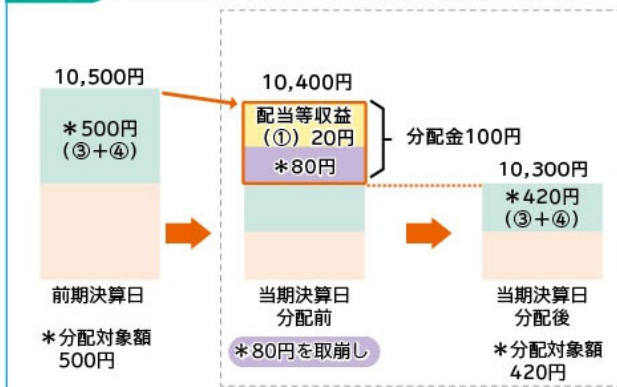 10,500円
*500円
(③+④)
前期決算日
*分配対象額
500円
10,400円
配当等収益
(①) 20円
*80円
分配金100円
当期決算日
分配前
*80円を取崩し
10,300円
*420円
(③+④)
当期決算日
分配後
*分配対象額
420円